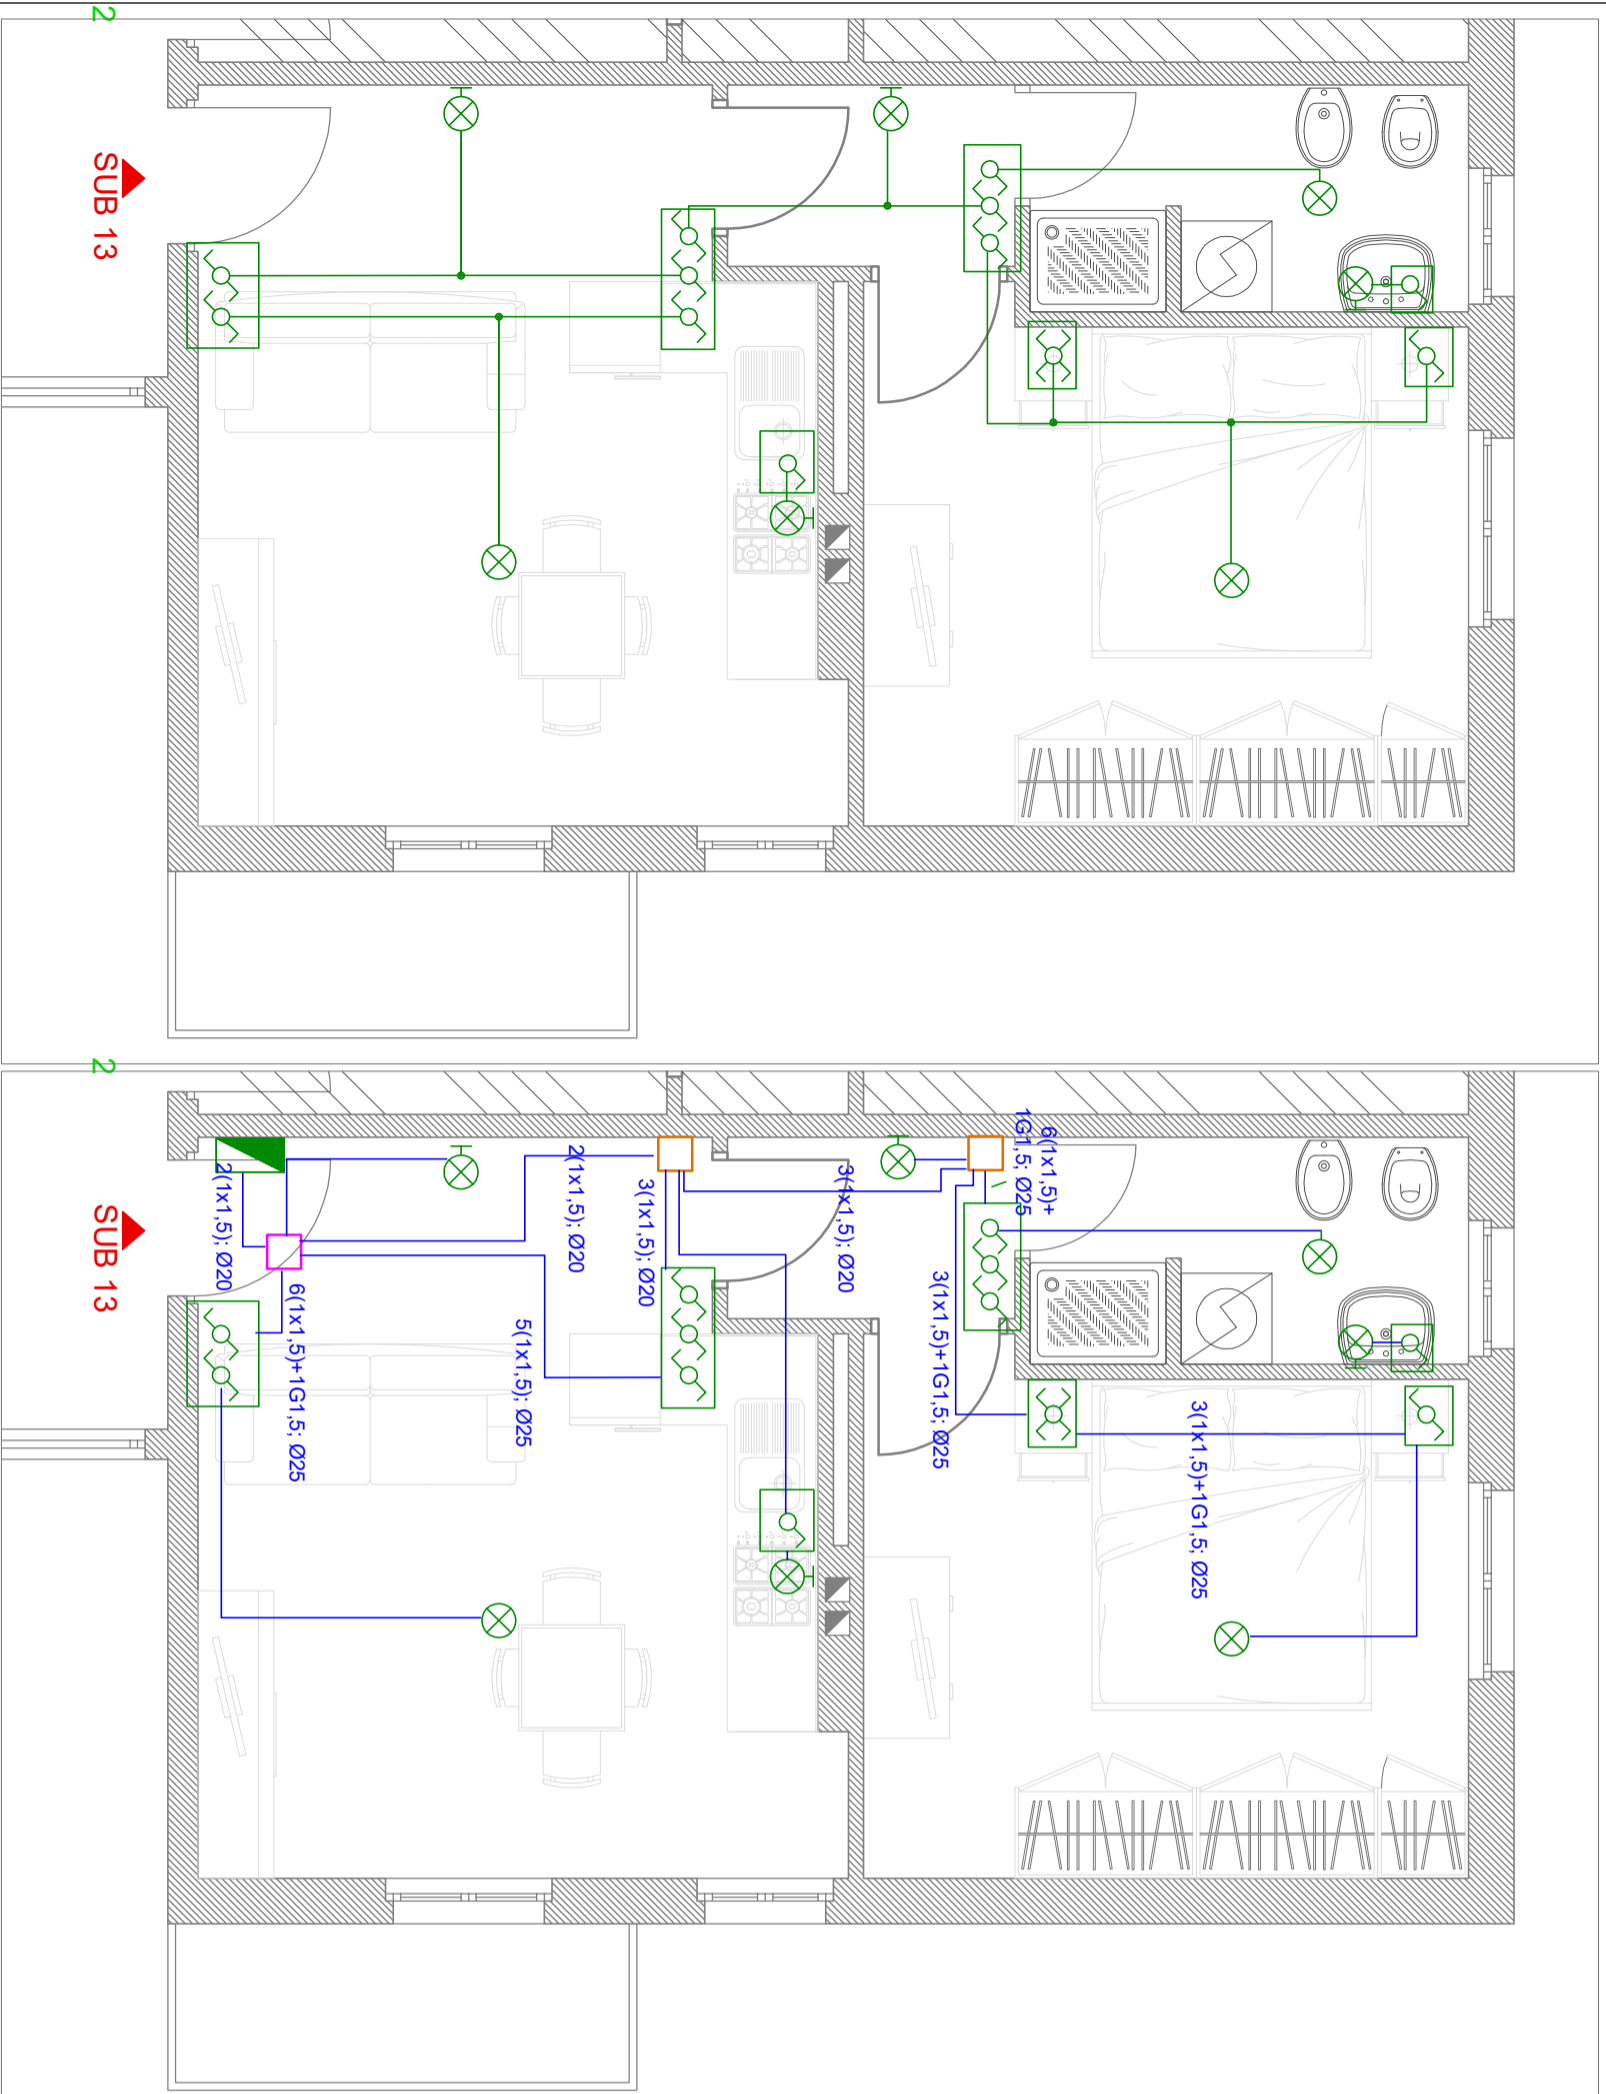 2
SUB 13
2
SUB 13
2(1x1,5); Ø20
6(1x1,5)+1G1,5; Ø25
5(1x1,5); Ø25
2(1x1,5); Ø20
3(1x1,5); Ø20
3(1x1,5); Ø20
3(1x1,5)+1G1,5; Ø25
6(1x1,5)+
1G1,5; Ø25
3(1x1,5)+1G1,5; Ø25